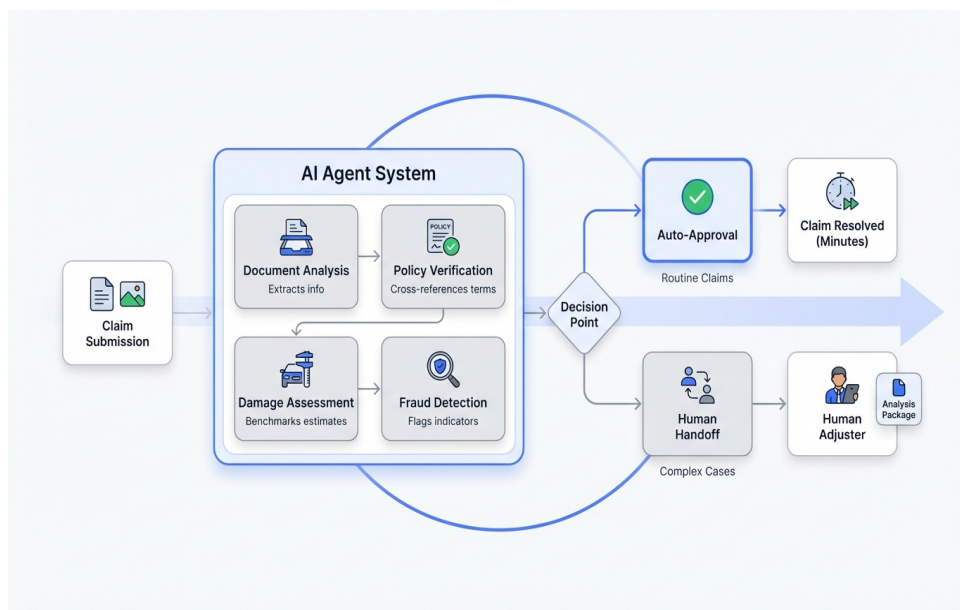 AI Agent System
POLICY
Document Analysis
Extracts info
Policy Verification
Cross-references terms
Damage Assessment
Benchmarks estimates
Fraud Detection
Flags indicators
Claim
Submission
Decision
Point
Auto-Approval
Routine Claims
Claim Resolved
(Minutes)
Human
Handoff
Complex Cases
Human
Adjuster
Analysis
Package